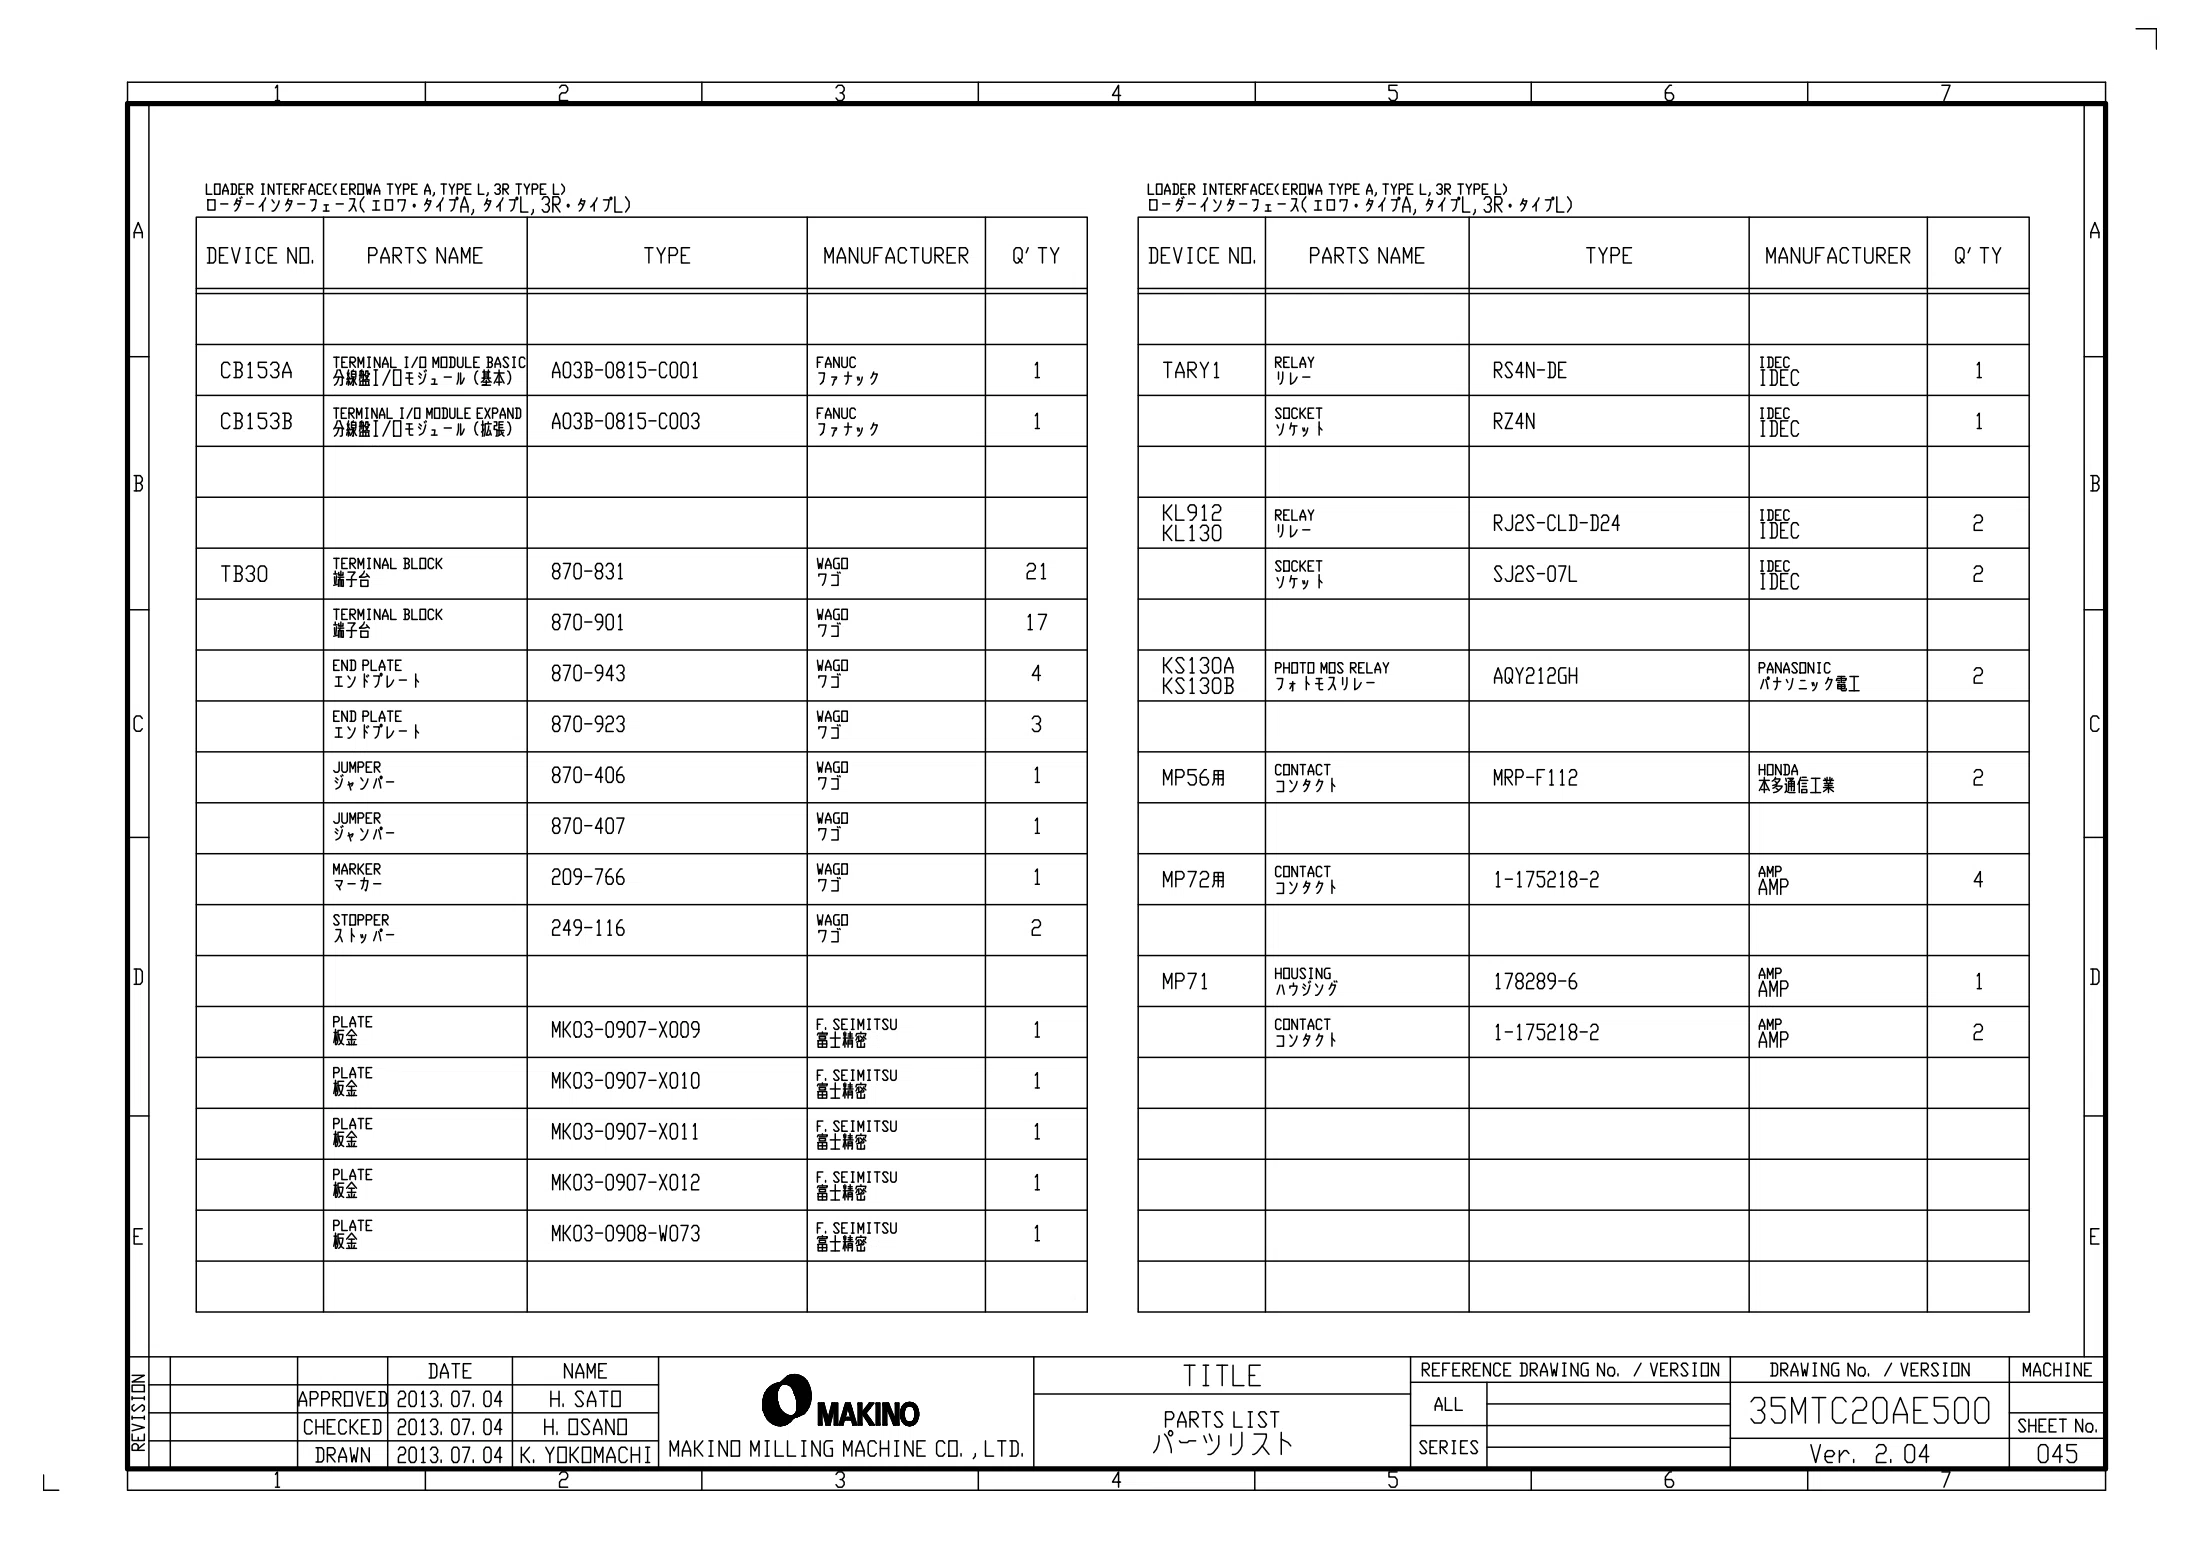 1 2 3 4 5 6 7
LOADER INTERFACE(EROWA TYPE A, TYPE L, 3R TYPE L)
ローダーインターフェース(エロワ・タイプA, タイプL, 3R・タイプL)
DEVICE NO. PARTS NAME TYPE MANUFACTURER Q'TY
CB153A TERMINAL I/O MODULE BASIC A03B-0815-C001 FANUC 1
分線盤I/Oモジュール(基本) ファナック
CB153B TERMINAL I/O MODULE EXPAND A03B-0815-C003 FANUC 1
分線盤I/Oモジュール(拡張) ファナック
TB30 TERMINAL BLOCK 870-831 WAGO 21
端子台 ワゴ
TERMINAL BLOCK 870-901 WAGO 17
端子台 ワゴ
END PLATE 870-943 WAGO 4
エンドプレート ワゴ
END PLATE 870-923 WAGO 3
エンドプレート ワゴ
JUMPER 870-406 WAGO 1
ジャンパー ワゴ
JUMPER 870-407 WAGO 1
ジャンパー ワゴ
MARKER 209-766 WAGO 1
マーカー ワゴ
STOPPER 249-116 WAGO 2
ストッパー ワゴ
PLATE MK03-0907-X009 F. SEIMITSU 1
板金 富士精密
PLATE MK03-0907-X010 F. SEIMITSU 1
板金 富士精密
PLATE MK03-0907-X011 F. SEIMITSU 1
板金 富士精密
PLATE MK03-0907-X012 F. SEIMITSU 1
板金 富士精密
PLATE MK03-0908-W073 F. SEIMITSU 1
板金 富士精密
LOADER INTERFACE(EROWA TYPE A, TYPE L, 3R TYPE L)
ローダーインターフェース(エロワ・タイプA, タイプL, 3R・タイプL)
DEVICE NO. PARTS NAME TYPE MANUFACTURER Q'TY
TARY1 RELAY RS4N-DE IDEC 1
リレー IDEC
SOCKET RZ4N IDEC 1
ソケット IDEC
KL912 RELAY RJ2S-CLD-D24 IDEC 2
KL130 リレー IDEC
SOCKET SJ2S-07L IDEC 2
ソケット IDEC
KS130A PHOTO MOS RELAY AQY212GH PANASONIC 2
KS130B フォトモスリレー パナソニック電工
MP56用 CONTACT MRP-F112 HONDA 2
コンタクト 本多通信工業
MP72用 CONTACT 1-175218-2 AMP 4
コンタクト AMP
MP71 HOUSING 178289-6 AMP 1
ハウジング AMP
CONTACT 1-175218-2 AMP 2
コンタクト AMP
A A
B B
C C
D D
E E
REVISION
DATE NAME
APPROVED 2013. 07. 04 H. SATO
CHECKED 2013. 07. 04 H. OSANO
DRAWN 2013. 07. 04 K. YOKOMACHI
MAKINO
MAKINO MILLING MACHINE CO. , LTD.
TITLE
PARTS LIST
パーツリスト
REFERENCE DRAWING No. / VERSION
ALL
SERIES
DRAWING No. / VERSION
35MTC20AE500
Ver. 2. 04
MACHINE
SHEET No.
045
1 2 3 4 5 6 7